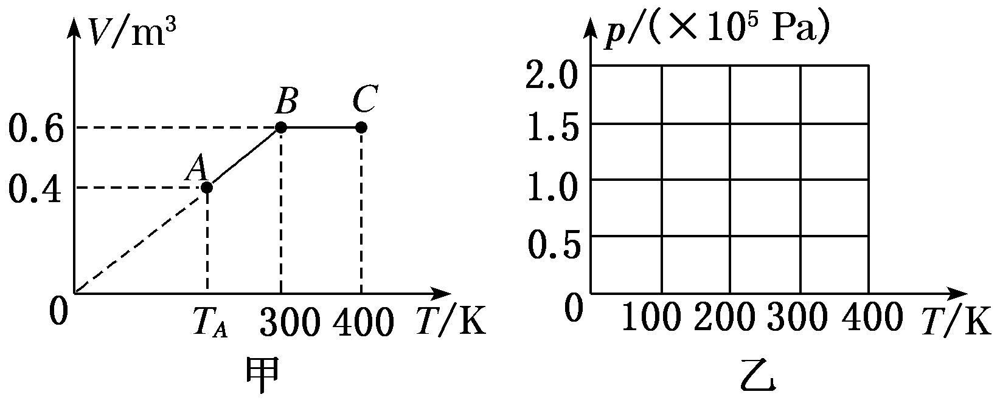 V/m³
B
C
0.6
A
0.4
0
T_A
300
400
T/K
甲
p/(×10⁵ Pa)
2.0
1.5
1.0
0.5
0
100
200
300
400
T/K
乙